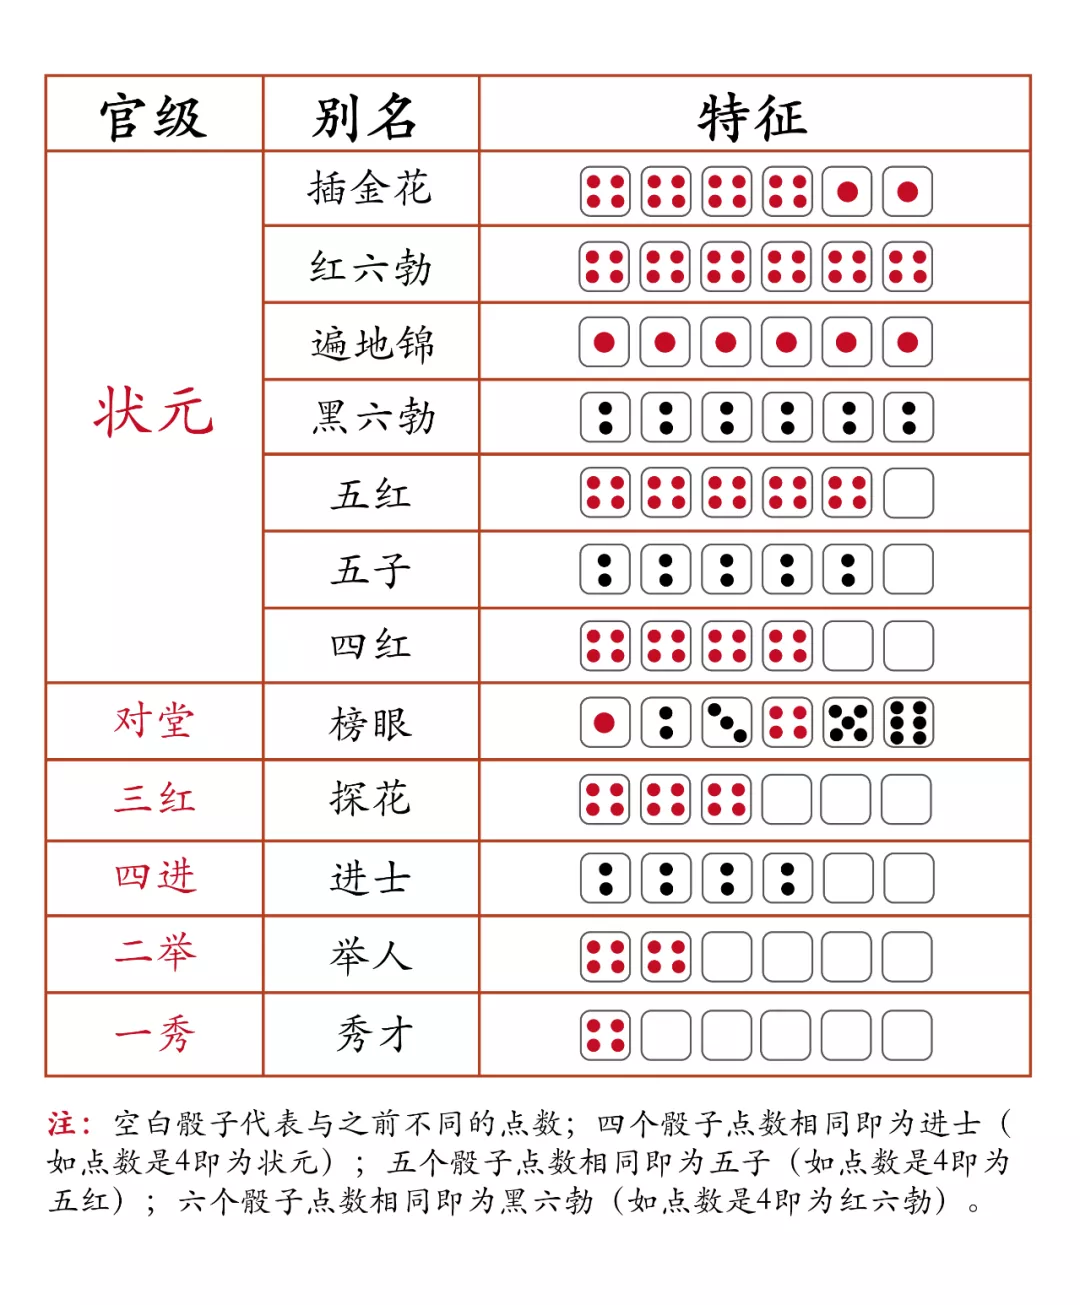 官级 别名 特征
状元
插金花
红六勃
遍地锦
黑六勃
五红
五子
四红
对堂 榜眼
三红 探花
四进 进士
二举 举人
一秀 秀才
注：空白骰子代表与之前不同的点数；四个骰子点数相同即为进士（
如点数是4即为状元）；五个骰子点数相同即为五子（如点数是4即为
五红）；六个骰子点数相同即为黑六勃（如点数是4即为红六勃）。